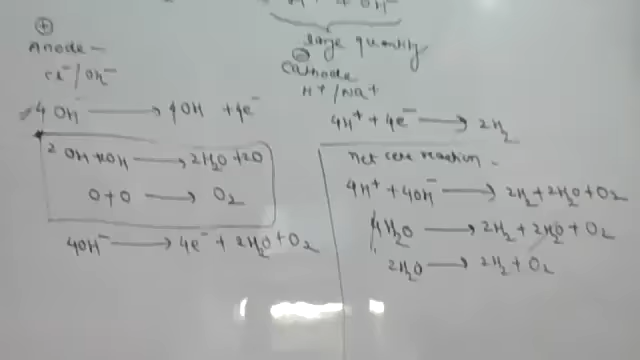 H⁺ + OH⁻
large quantity
⊕
Anode -
Cl⁻/OH⁻
4OH⁻ → 4OH + 4e⁻
2OH+2OH → 2H₂O+2O
O+O → O₂
4OH⁻ → 4e⁻ + 2H₂O+O₂
⊖
Cathode
H⁺/Na⁺
4H⁺ + 4e⁻ → 2H₂
net cell reaction -
4H⁺ + 4OH⁻ → 2H₂+2H₂O+O₂
4H₂O → 2H₂+2H₂O+O₂
2H₂O → 2H₂+O₂